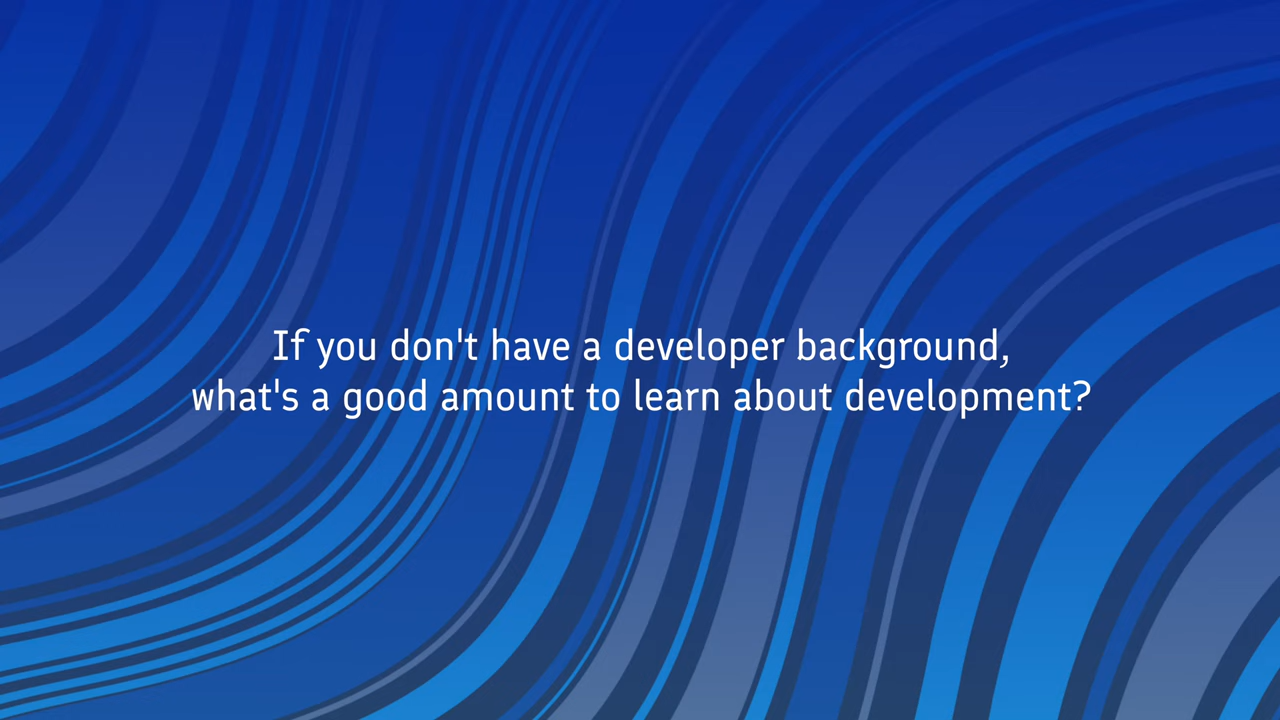 If you don't have a developer background,
what's a good amount to learn about development?